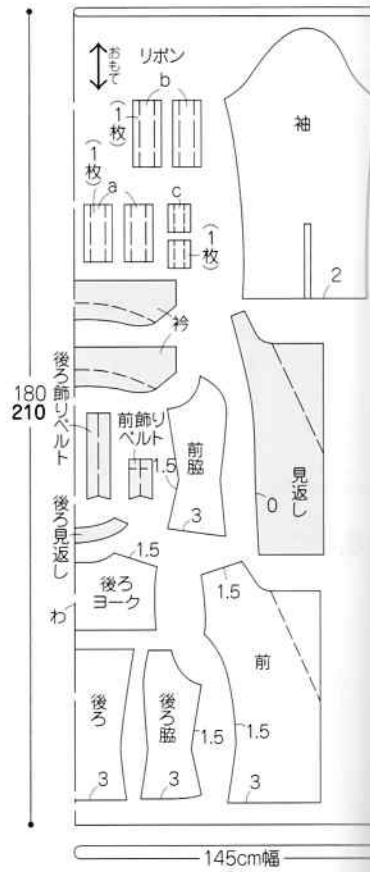 おもて
リボン
b
(1枚)
袖
(1枚)
a
c
(1枚)
2
衿
後ろ飾りベルト
180
210
前飾り
ベルト
1.5
前脇
3
見返し
0
後ろ見返し
1.5
後ろ
ヨーク
わ
1.5
前
1.5
3
後ろ
3
後ろ脇
1.5
3
145cm幅